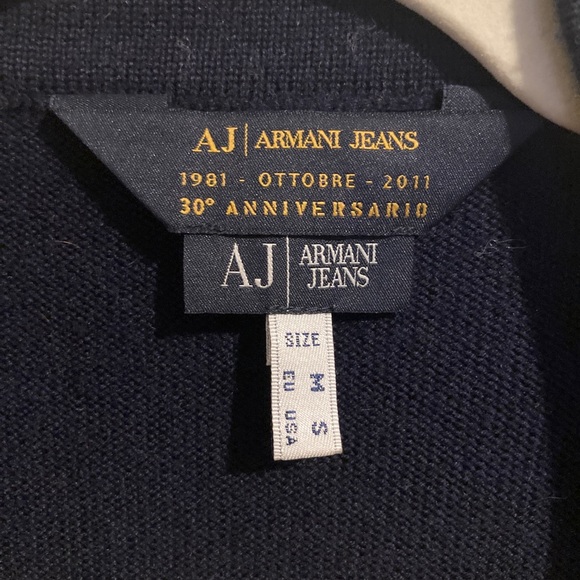 AJ | ARMANI JEANS
1981 - OTTOBRE - 2011
30° ANNIVERSARIO
AJ | ARMANI
JEANS
SIZE
EU M
USA S